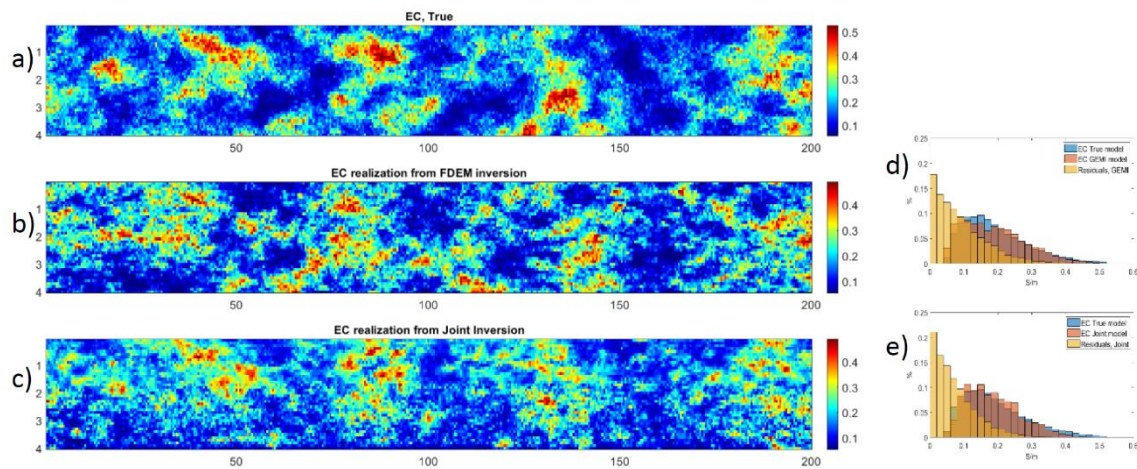 EC, True
a)
1
2
3
4
50 100 150 200
0.5
0.4
0.3
0.2
0.1
EC realization from FDEM inversion
b)
1
2
3
4
50 100 150 200
0.4
0.3
0.2
0.1
EC realization from Joint Inversion
c)
1
2
3
4
50 100 150 200
0.4
0.3
0.2
0.1
d)
0.25
0.2
0.15
0.1
0.05
0
%
EC True model
EC GEMI model
Residuals, GEMI
0 0.1 0.2 0.3 0.4 0.5 0.6
S/m
e)
0.25
0.2
0.15
0.1
0.05
0
%
EC True model
EC Joint model
Residuals, Joint
0 0.1 0.2 0.3 0.4 0.5 0.6
S/m